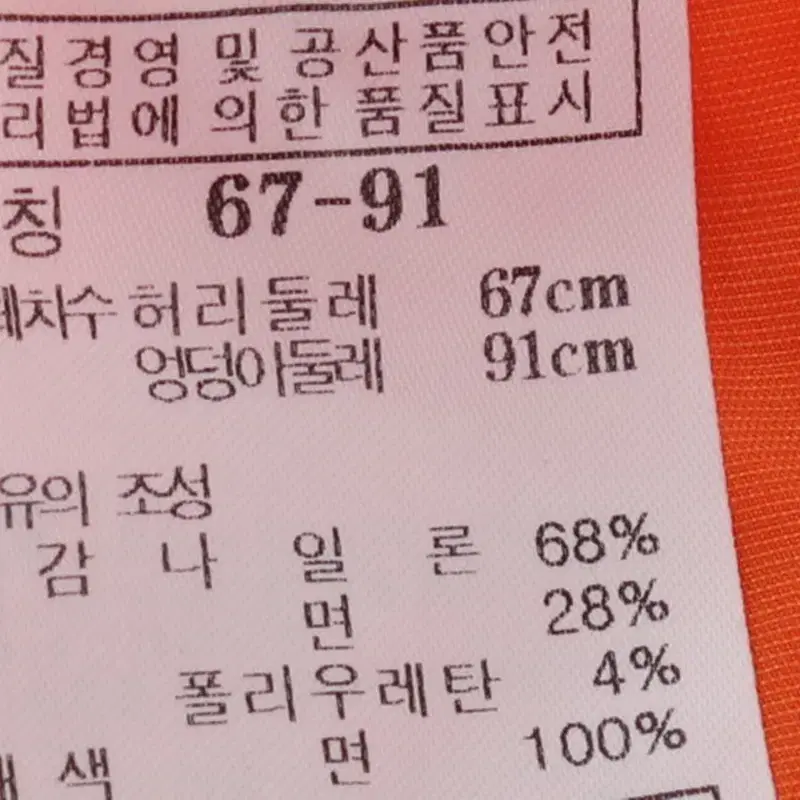 질경영 및 공산품안전
리법에 의한 품질표시
칭 67-91
체치수 허리둘레 67cm
엉덩이둘레 91cm
유의 조성
감 나일론 68%
면 28%
폴리우레탄 4%
배색 면 100%